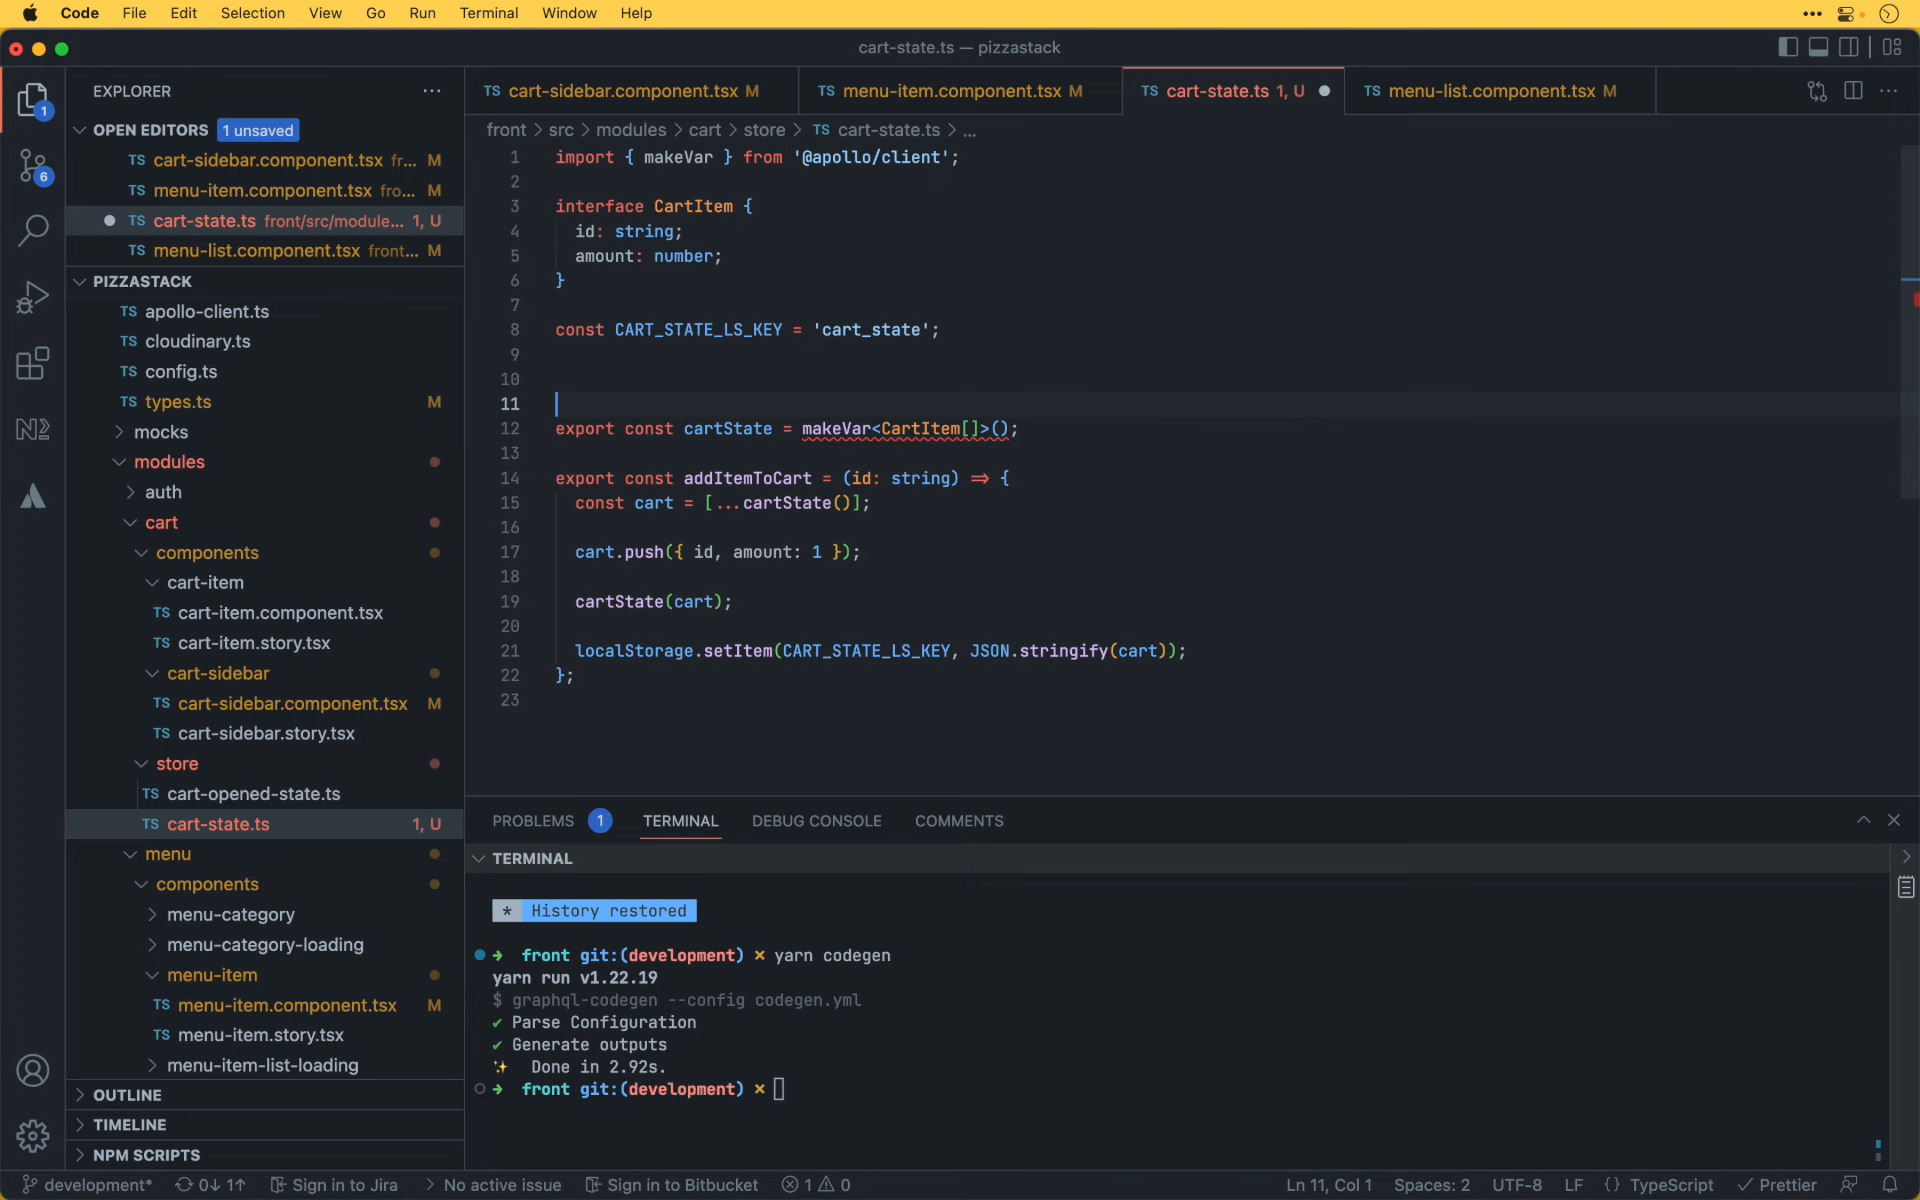 Code File Edit Selection View Go Run Terminal Window Help
cart-state.ts — pizzastack
EXPLORER
OPEN EDITORS 1 unsaved
TS cart-sidebar.component.tsx fr... M
TS menu-item.component.tsx fro... M
TS cart-state.ts front/src/module... 1, U
TS menu-list.component.tsx front... M
PIZZASTACK
TS apollo-client.ts
TS cloudinary.ts
TS config.ts
TS types.ts M
mocks
modules
auth
cart
components
cart-item
TS cart-item.component.tsx
TS cart-item.story.tsx
cart-sidebar
TS cart-sidebar.component.tsx M
TS cart-sidebar.story.tsx
store
TS cart-opened-state.ts
TS cart-state.ts 1, U
menu
components
menu-category
menu-category-loading
menu-item
TS menu-item.component.tsx M
TS menu-item.story.tsx
menu-item-list-loading
OUTLINE
TIMELINE
NPM SCRIPTS
1
6
TS cart-sidebar.component.tsx M TS menu-item.component.tsx M TS cart-state.ts 1, U TS menu-list.component.tsx M
front > src > modules > cart > store > TS cart-state.ts > ...
1 import { makeVar } from '@apollo/client';
2
3 interface CartItem {
4 id: string;
5 amount: number;
6 }
7
8 const CART_STATE_LS_KEY = 'cart_state';
9
10
11
12 export const cartState = makeVar<CartItem[]>();
13
14 export const addItemToCart = (id: string) ⇒ {
15 const cart = [...cartState()];
16
17 cart.push({ id, amount: 1 });
18
19 cartState(cart);
20
21 localStorage.setItem(CART_STATE_LS_KEY, JSON.stringify(cart));
22 };
23
PROBLEMS 1 TERMINAL DEBUG CONSOLE COMMENTS
TERMINAL
* History restored
➜ front git:(development) × yarn codegen
yarn run v1.22.19
$ graphql-codegen --config codegen.yml
✔ Parse Configuration
✔ Generate outputs
✨ Done in 2.92s.
➜ front git:(development) ×
development* 0↓ 1↑ Sign in to Jira > No active issue Sign in to Bitbucket 1 0 Ln 11, Col 1 Spaces: 2 UTF-8 LF {} TypeScript ✓ Prettier